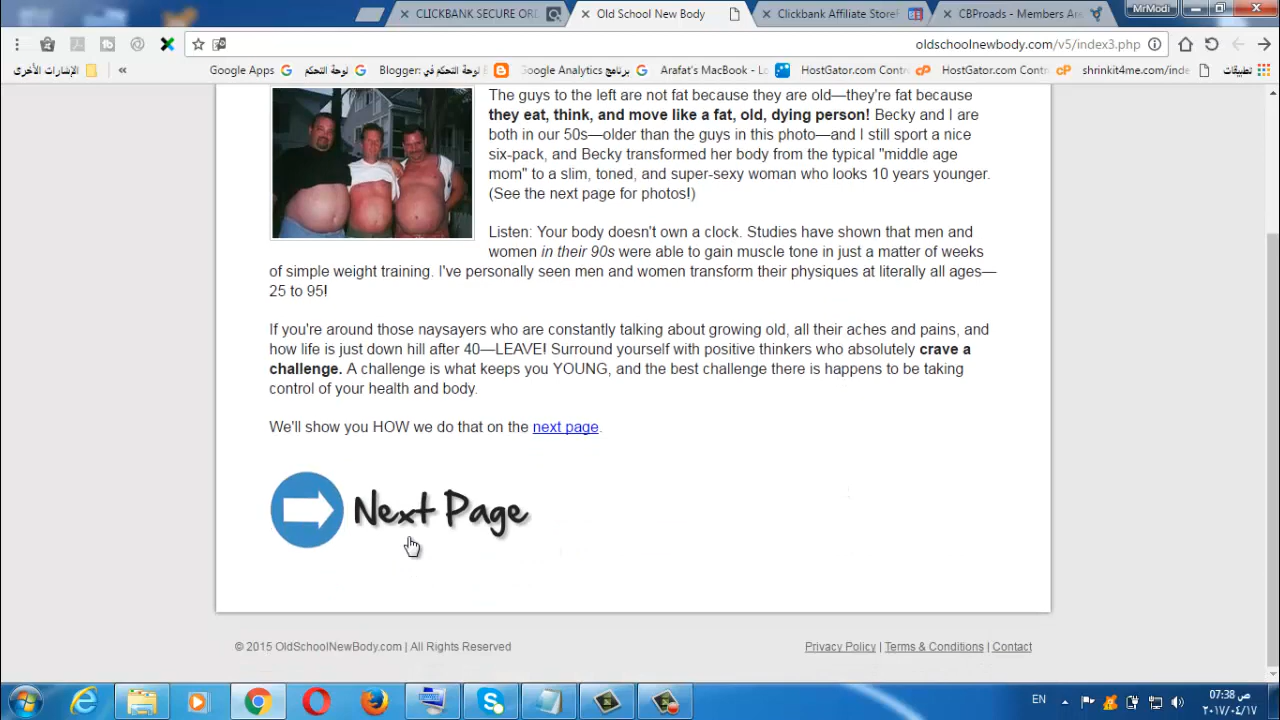 CLICKBANK SECURE ORD
Old School New Body
Clickbank Affiliate Storef
CBProads - Members Are
MrModi
oldschoolnewbody.com/v5/index3.php
الإشارات الأخرى
Google Apps
لوحة التحكم
Blogger: لوحة التحكم في
برنامج Google Analytics
Arafat's MacBook - Lo
HostGator.com Contr
HostGator.com Contr
shrinkit4me.com/inde
تطبيقات
The guys to the left are not fat because they are old—they're fat because
they eat, think, and move like a fat, old, dying person! Becky and I are
both in our 50s—older than the guys in this photo—and I still sport a nice
six-pack, and Becky transformed her body from the typical "middle age
mom" to a slim, toned, and super-sexy woman who looks 10 years younger.
(See the next page for photos!)
Listen: Your body doesn't own a clock. Studies have shown that men and
women in their 90s were able to gain muscle tone in just a matter of weeks
of simple weight training. I've personally seen men and women transform their physiques at literally all ages—
25 to 95!
If you're around those naysayers who are constantly talking about growing old, all their aches and pains, and
how life is just down hill after 40—LEAVE! Surround yourself with positive thinkers who absolutely crave a
challenge. A challenge is what keeps you YOUNG, and the best challenge there is happens to be taking
control of your health and body.
We'll show you HOW we do that on the next page.
Next Page
© 2015 OldSchoolNewBody.com | All Rights Reserved
Privacy Policy | Terms & Conditions | Contact
EN
07:38 ص
٢٠١٧/٠٤/١٧